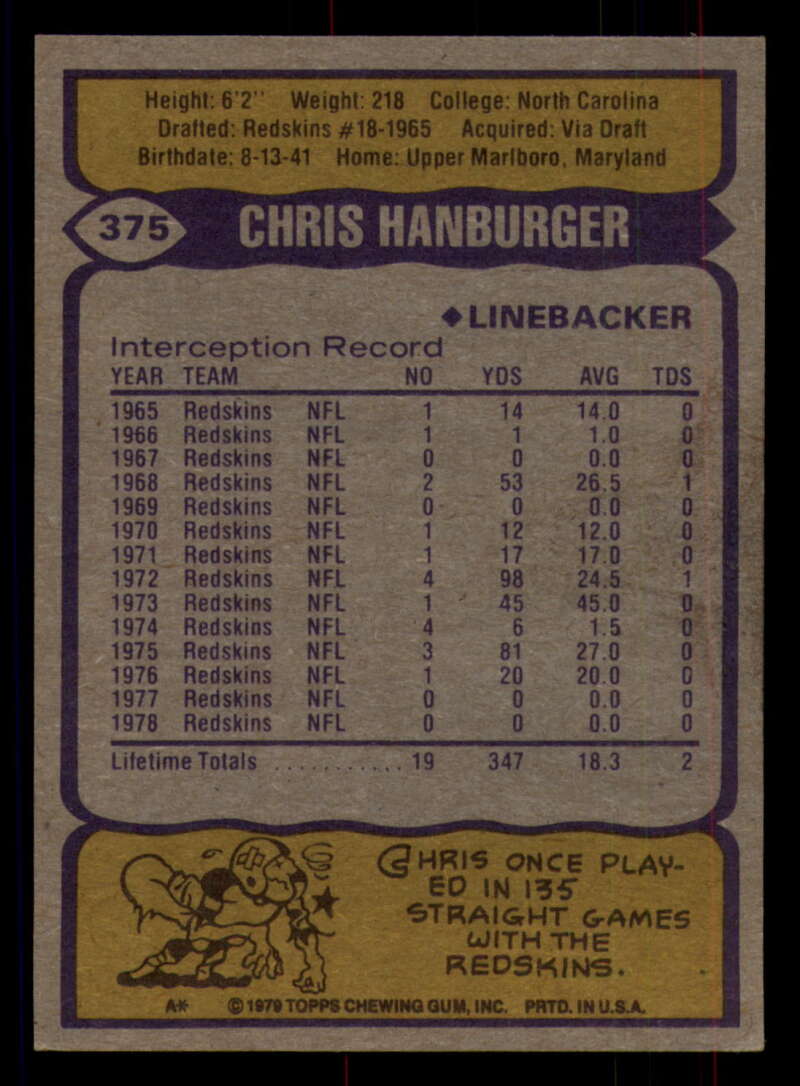 Height: 6'2" Weight: 218 College: North Carolina
Drafted: Redskins #18-1965 Acquired: Via Draft
Birthdate: 8-13-41 Home: Upper Marlboro, Maryland
375 CHRIS HANBURGER
◆LINEBACKER
Interception Record
YEAR TEAM NO YDS AVG TDS
1965 Redskins NFL 1 14 14.0 0
1966 Redskins NFL 1 1 1.0 0
1967 Redskins NFL 0 0 0.0 0
1968 Redskins NFL 2 53 26.5 1
1969 Redskins NFL 0 0 0.0 0
1970 Redskins NFL 1 12 12.0 0
1971 Redskins NFL 1 17 17.0 0
1972 Redskins NFL 4 98 24.5 1
1973 Redskins NFL 1 45 45.0 0
1974 Redskins NFL 4 6 1.5 0
1975 Redskins NFL 3 81 27.0 0
1976 Redskins NFL 1 20 20.0 0
1977 Redskins NFL 0 0 0.0 0
1978 Redskins NFL 0 0 0.0 0
Lifetime Totals ........... 19 347 18.3 2
CHRIS ONCE PLAY-
ED IN 135
STRAIGHT GAMES
WITH THE
REDSKINS.
A* © 1979 TOPPS CHEWING GUM, INC. PRTD. IN U.S.A.